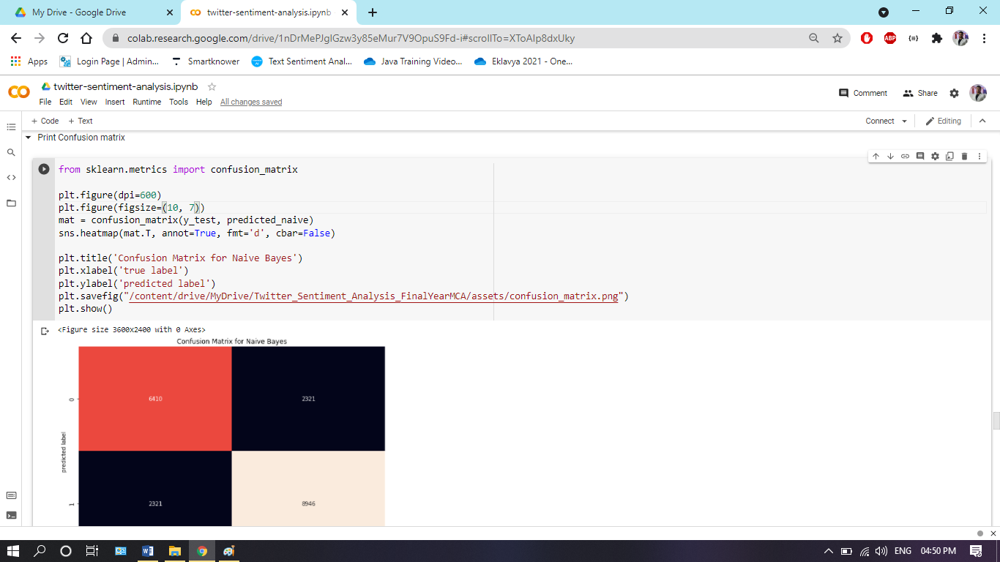 My Drive - Google Drive
twitter-sentiment-analysis.ipynb
colab.research.google.com/drive/1nDrMePJgIGzw3y85eMur7V9OpuS9Fd-i#scrollTo=XToAIp8dxUky
ABP
Apps
Login Page | Admin...
Smartknower
Text Sentiment Anal...
Java Training Video...
Eklavya 2021 - One...
twitter-sentiment-analysis.ipynb
File Edit View Insert Runtime Tools Help All changes saved
Comment
Share
+ Code + Text
Connect
Editing
Print Confusion matrix
from sklearn.metrics import confusion_matrix
plt.figure(dpi=600)
plt.figure(figsize=(10, 7))
mat = confusion_matrix(y_test, predicted_naive)
sns.heatmap(mat.T, annot=True, fmt='d', cbar=False)
plt.title('Confusion Matrix for Naive Bayes')
plt.xlabel('true label')
plt.ylabel('predicted label')
plt.savefig("/content/drive/MyDrive/Twitter_Sentiment_Analysis_FinalYearMCA/assets/confusion_matrix.png")
plt.show()
<Figure size 3600x2400 with 0 Axes>
Confusion Matrix for Naive Bayes
0
6410
2321
predicted label
1
2321
8946
ENG
04:50 PM